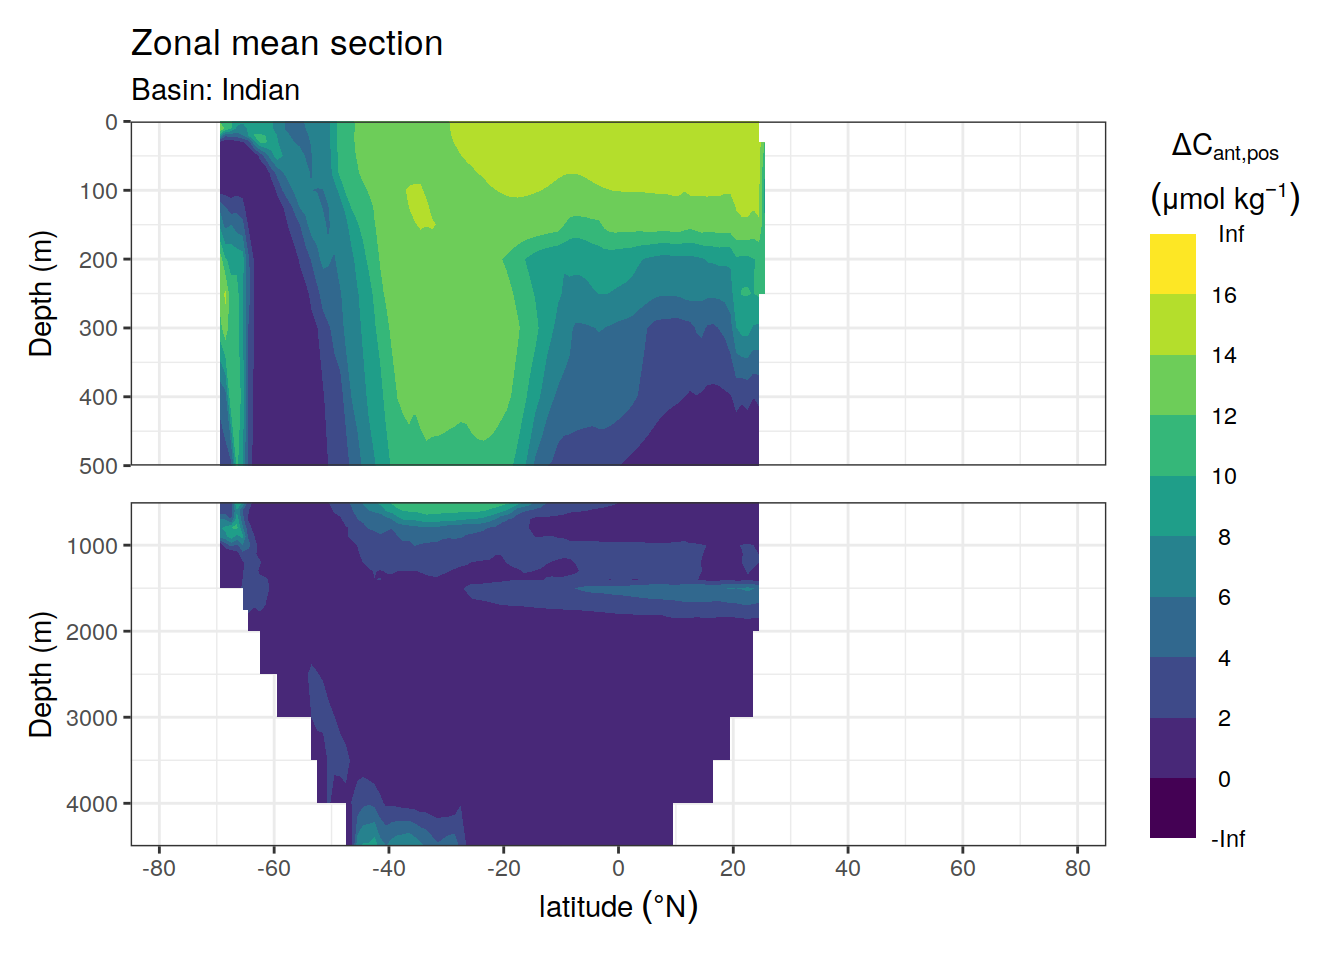 Zonal mean section
Basin: Indian
0
100
200
300
400
500
Depth (m)
1000
2000
3000
4000
Depth (m)
-80 -60 -40 -20 0 20 40 60 80
latitude (°N)
ΔCant,pos
(μmol kg−1)
Inf
16
14
12
10
8
6
4
2
0
-Inf